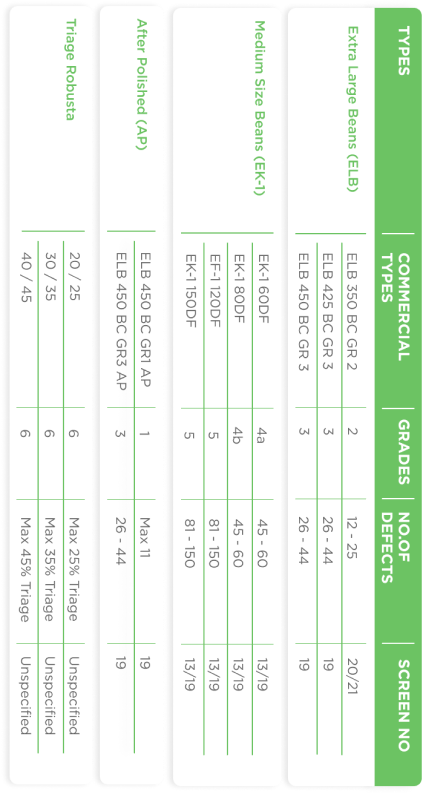 TYPES
COMMERCIAL
TYPES
GRADES
NO.OF
DEFECTS
SCREEN NO
Extra Large Beans (ELB)
ELB 350 BC GR 2
2
12 - 25
20/21
ELB 425 BC GR 3
3
26 - 44
19
ELB 450 BC GR 3
3
26 - 44
19
Medium Size Beans (EK-1)
EK-1 60DF
4a
45 - 60
13/19
EK-1 80DF
4b
45 - 60
13/19
EF-1 120DF
5
81 - 150
13/19
EK-1 150DF
5
81 - 150
13/19
After Polished (AP)
ELB 450 BC GR1 AP
1
Max 11
19
ELB 450 BC GR3 AP
3
26 - 44
19
Triage Robusta
20 / 25
6
Max 25% Triage
Unspecified
30 / 35
6
Max 35% Triage
Unspecified
40 / 45
6
Max 45% Triage
Unspecified